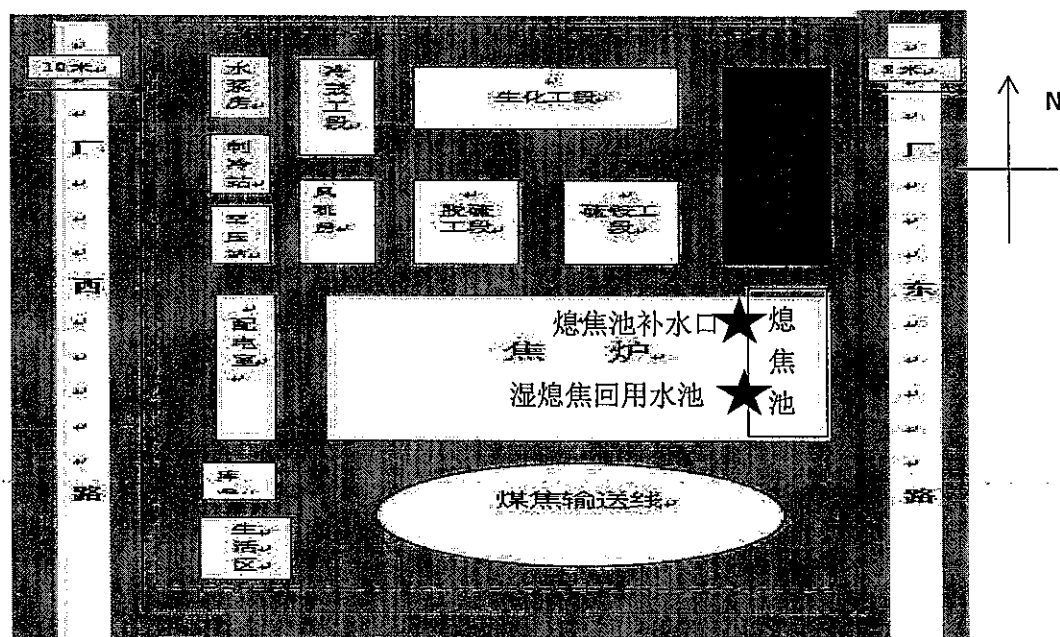 10米
水泵房
冷鼓工段
生化工段
N
厂西路
制冷站
厂东路
风机房
空压站
脱硫
工段
硫铵工
段
配电室
熄焦池补水口
熄焦池
焦 炉
湿熄焦回用水池
煤焦输送线
生活区